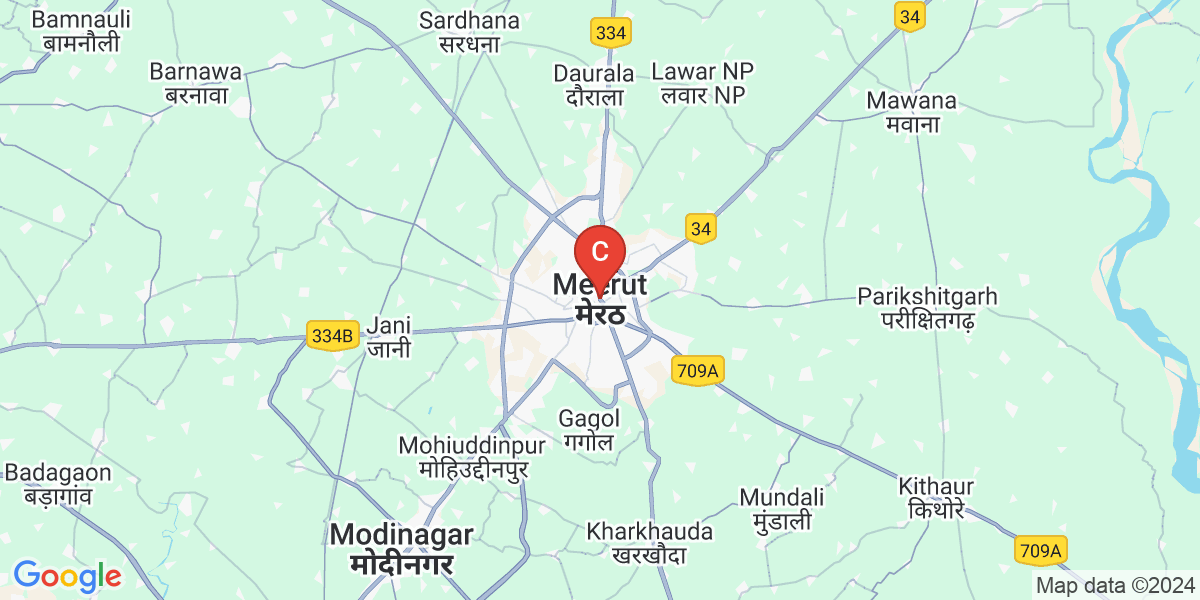 Bamnauli
बामनौली
Sardhana
सरधना
334
34
Barnawa
बरनावा
Daurala
दौराला
Lawar NP
लवार NP
Mawana
मवाना
34
C
Meerut
मेरठ
Parikshitgarh
परीक्षितगढ़
334B
Jani
जानी
709A
Gagol
गगोल
Mohiuddinpur
मोहिउद्दीनपुर
Badagaon
बड़ागांव
Kithaur
किथोरे
Mundali
मुंडाली
Modinagar
मोदीनगर
Kharkhauda
खरखौदा
709A
Google
Map data ©2024